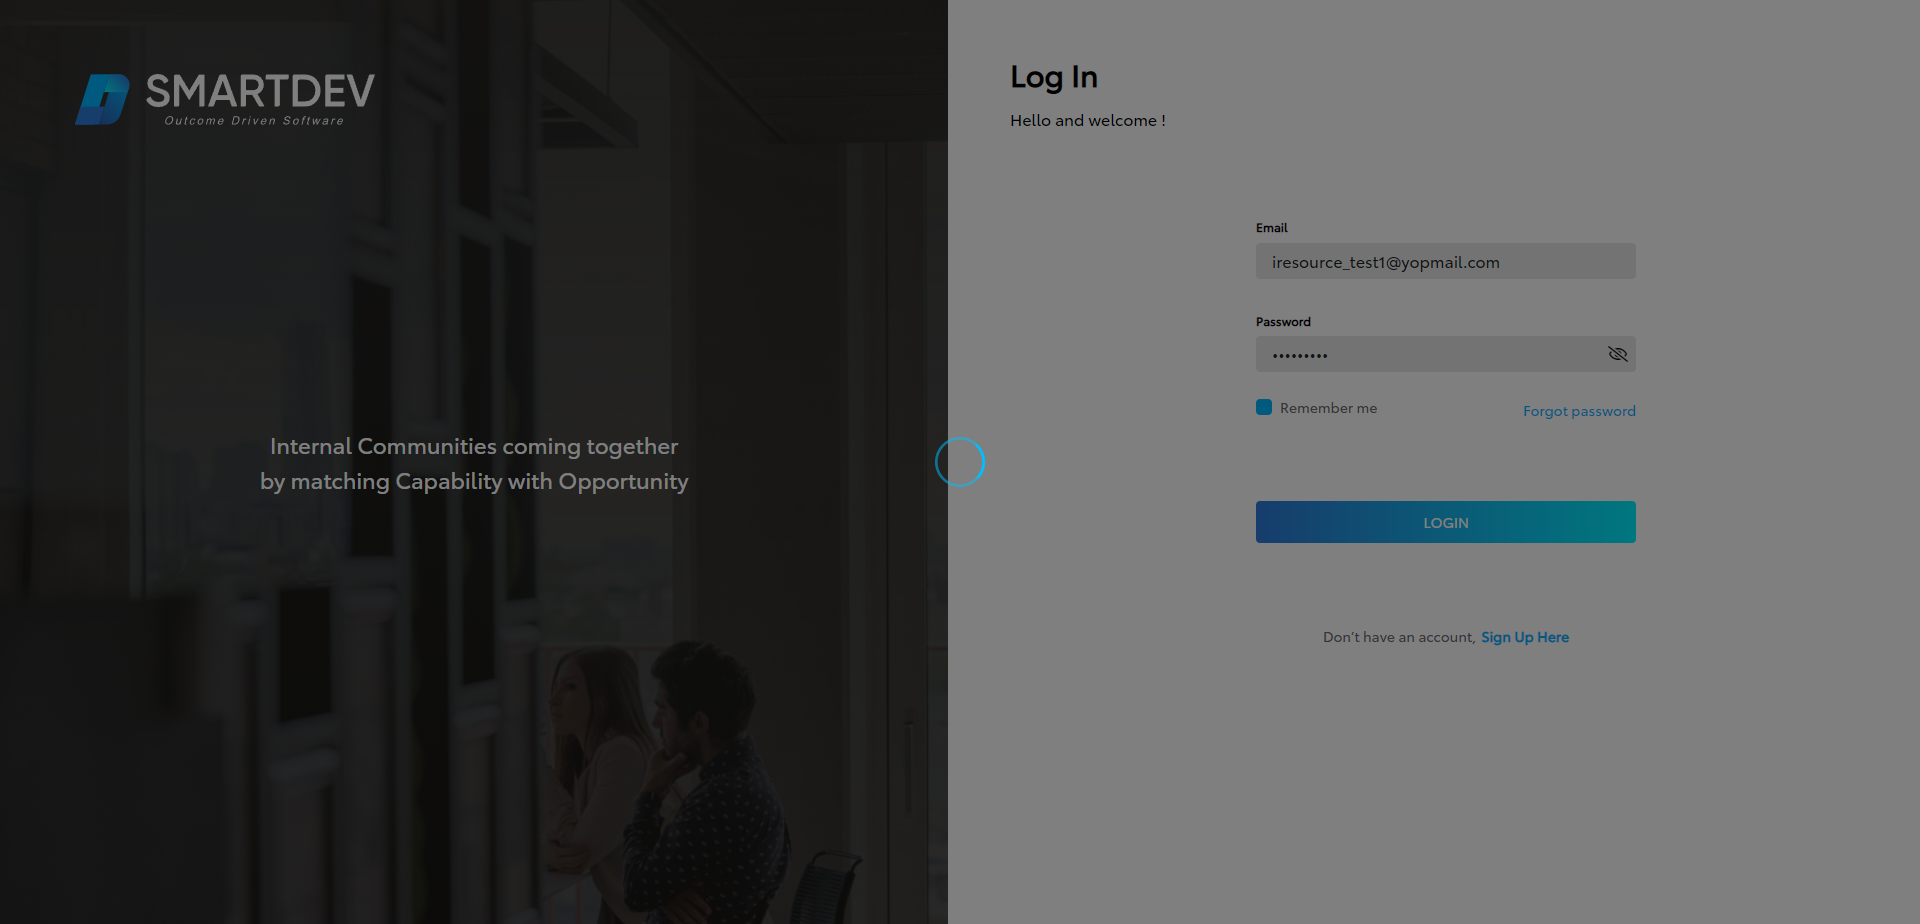 SMARTDEV
Outcome Driven Software
Internal Communities coming together
by matching Capability with Opportunity
Log In
Hello and welcome !
Email
iresource_test1@yopmail.com
Password
•••••••••
Remember me
Forgot password
LOGIN
Don’t have an account, Sign Up Here